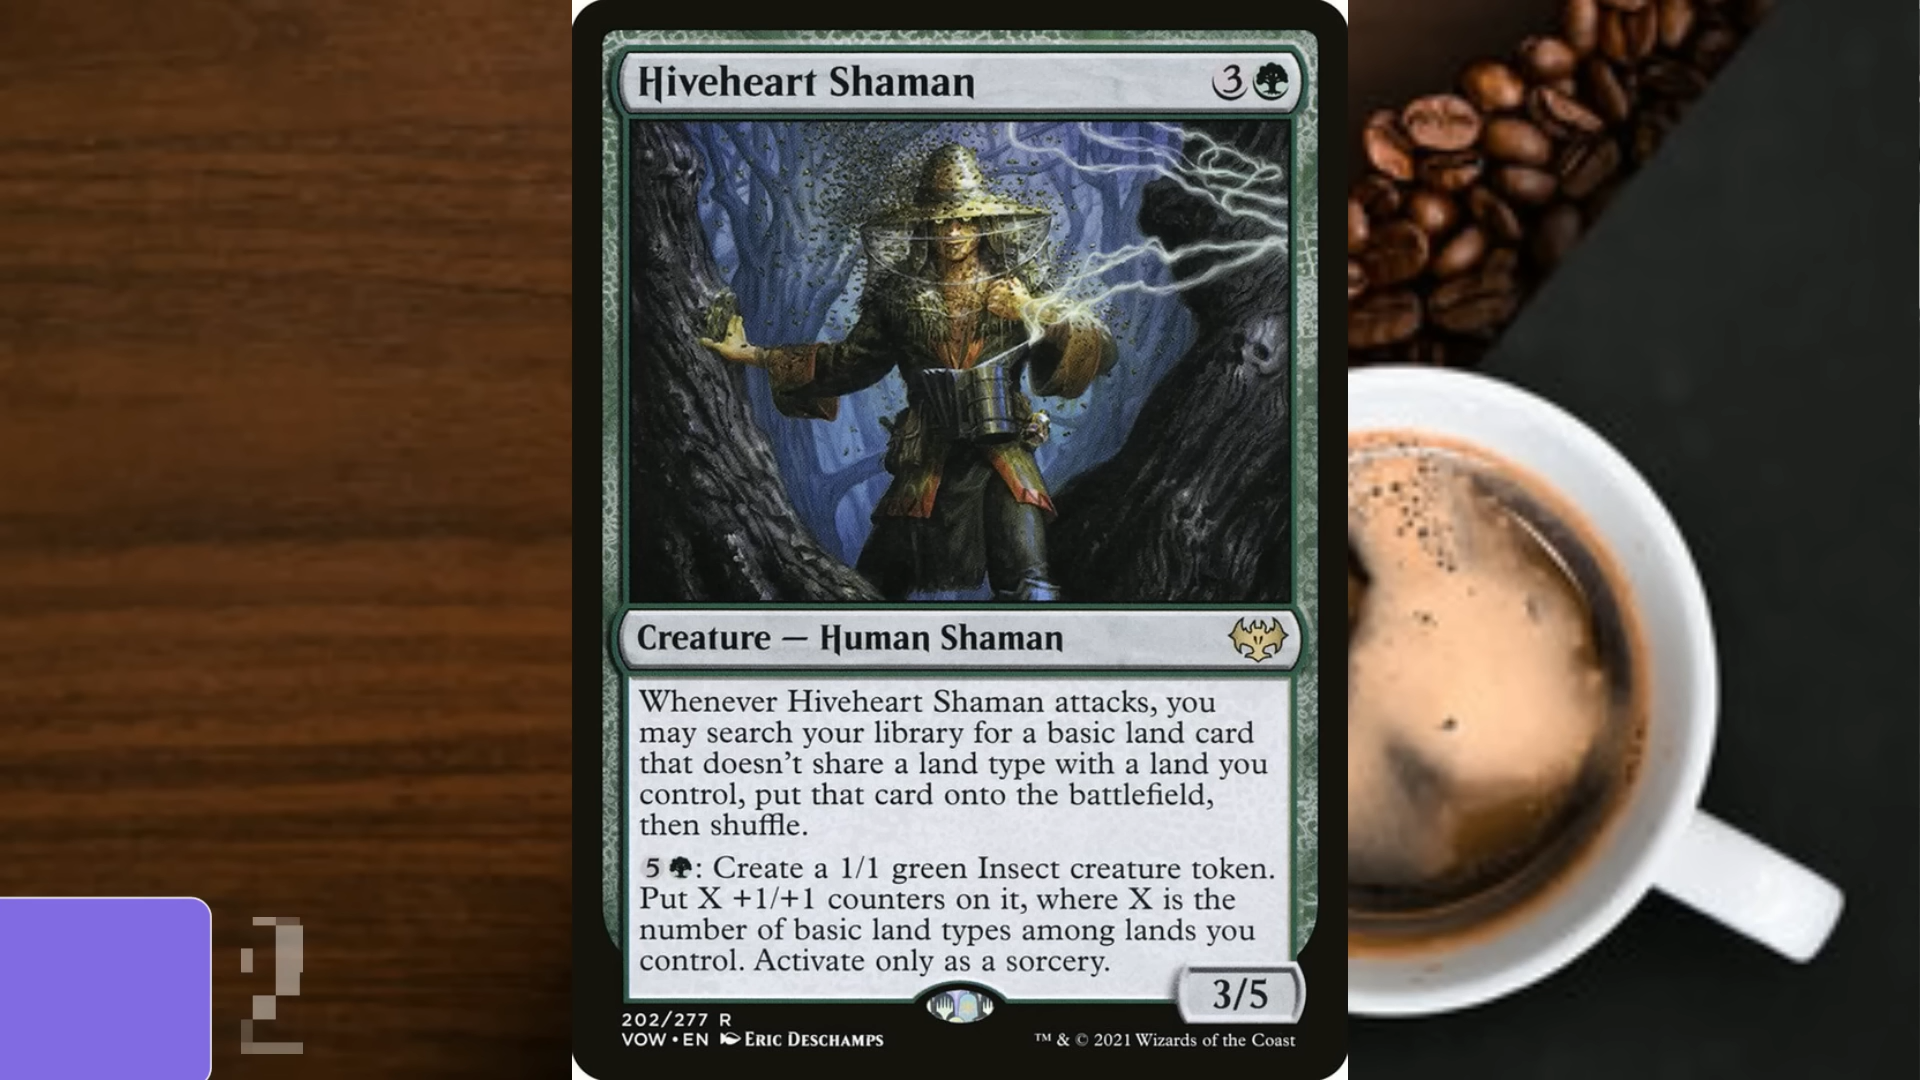 Hiveheart Shaman 3
Creature — Human Shaman
Whenever Hiveheart Shaman attacks, you
may search your library for a basic land card
that doesn't share a land type with a land you
control, put that card onto the battlefield,
then shuffle.
5 : Create a 1/1 green Insect creature token.
Put X +1/+1 counters on it, where X is the
number of basic land types among lands you
control. Activate only as a sorcery.
3/5
202/277 R
VOW • EN ERIC DESCHAMPS
™ & © 2021 Wizards of the Coast
2